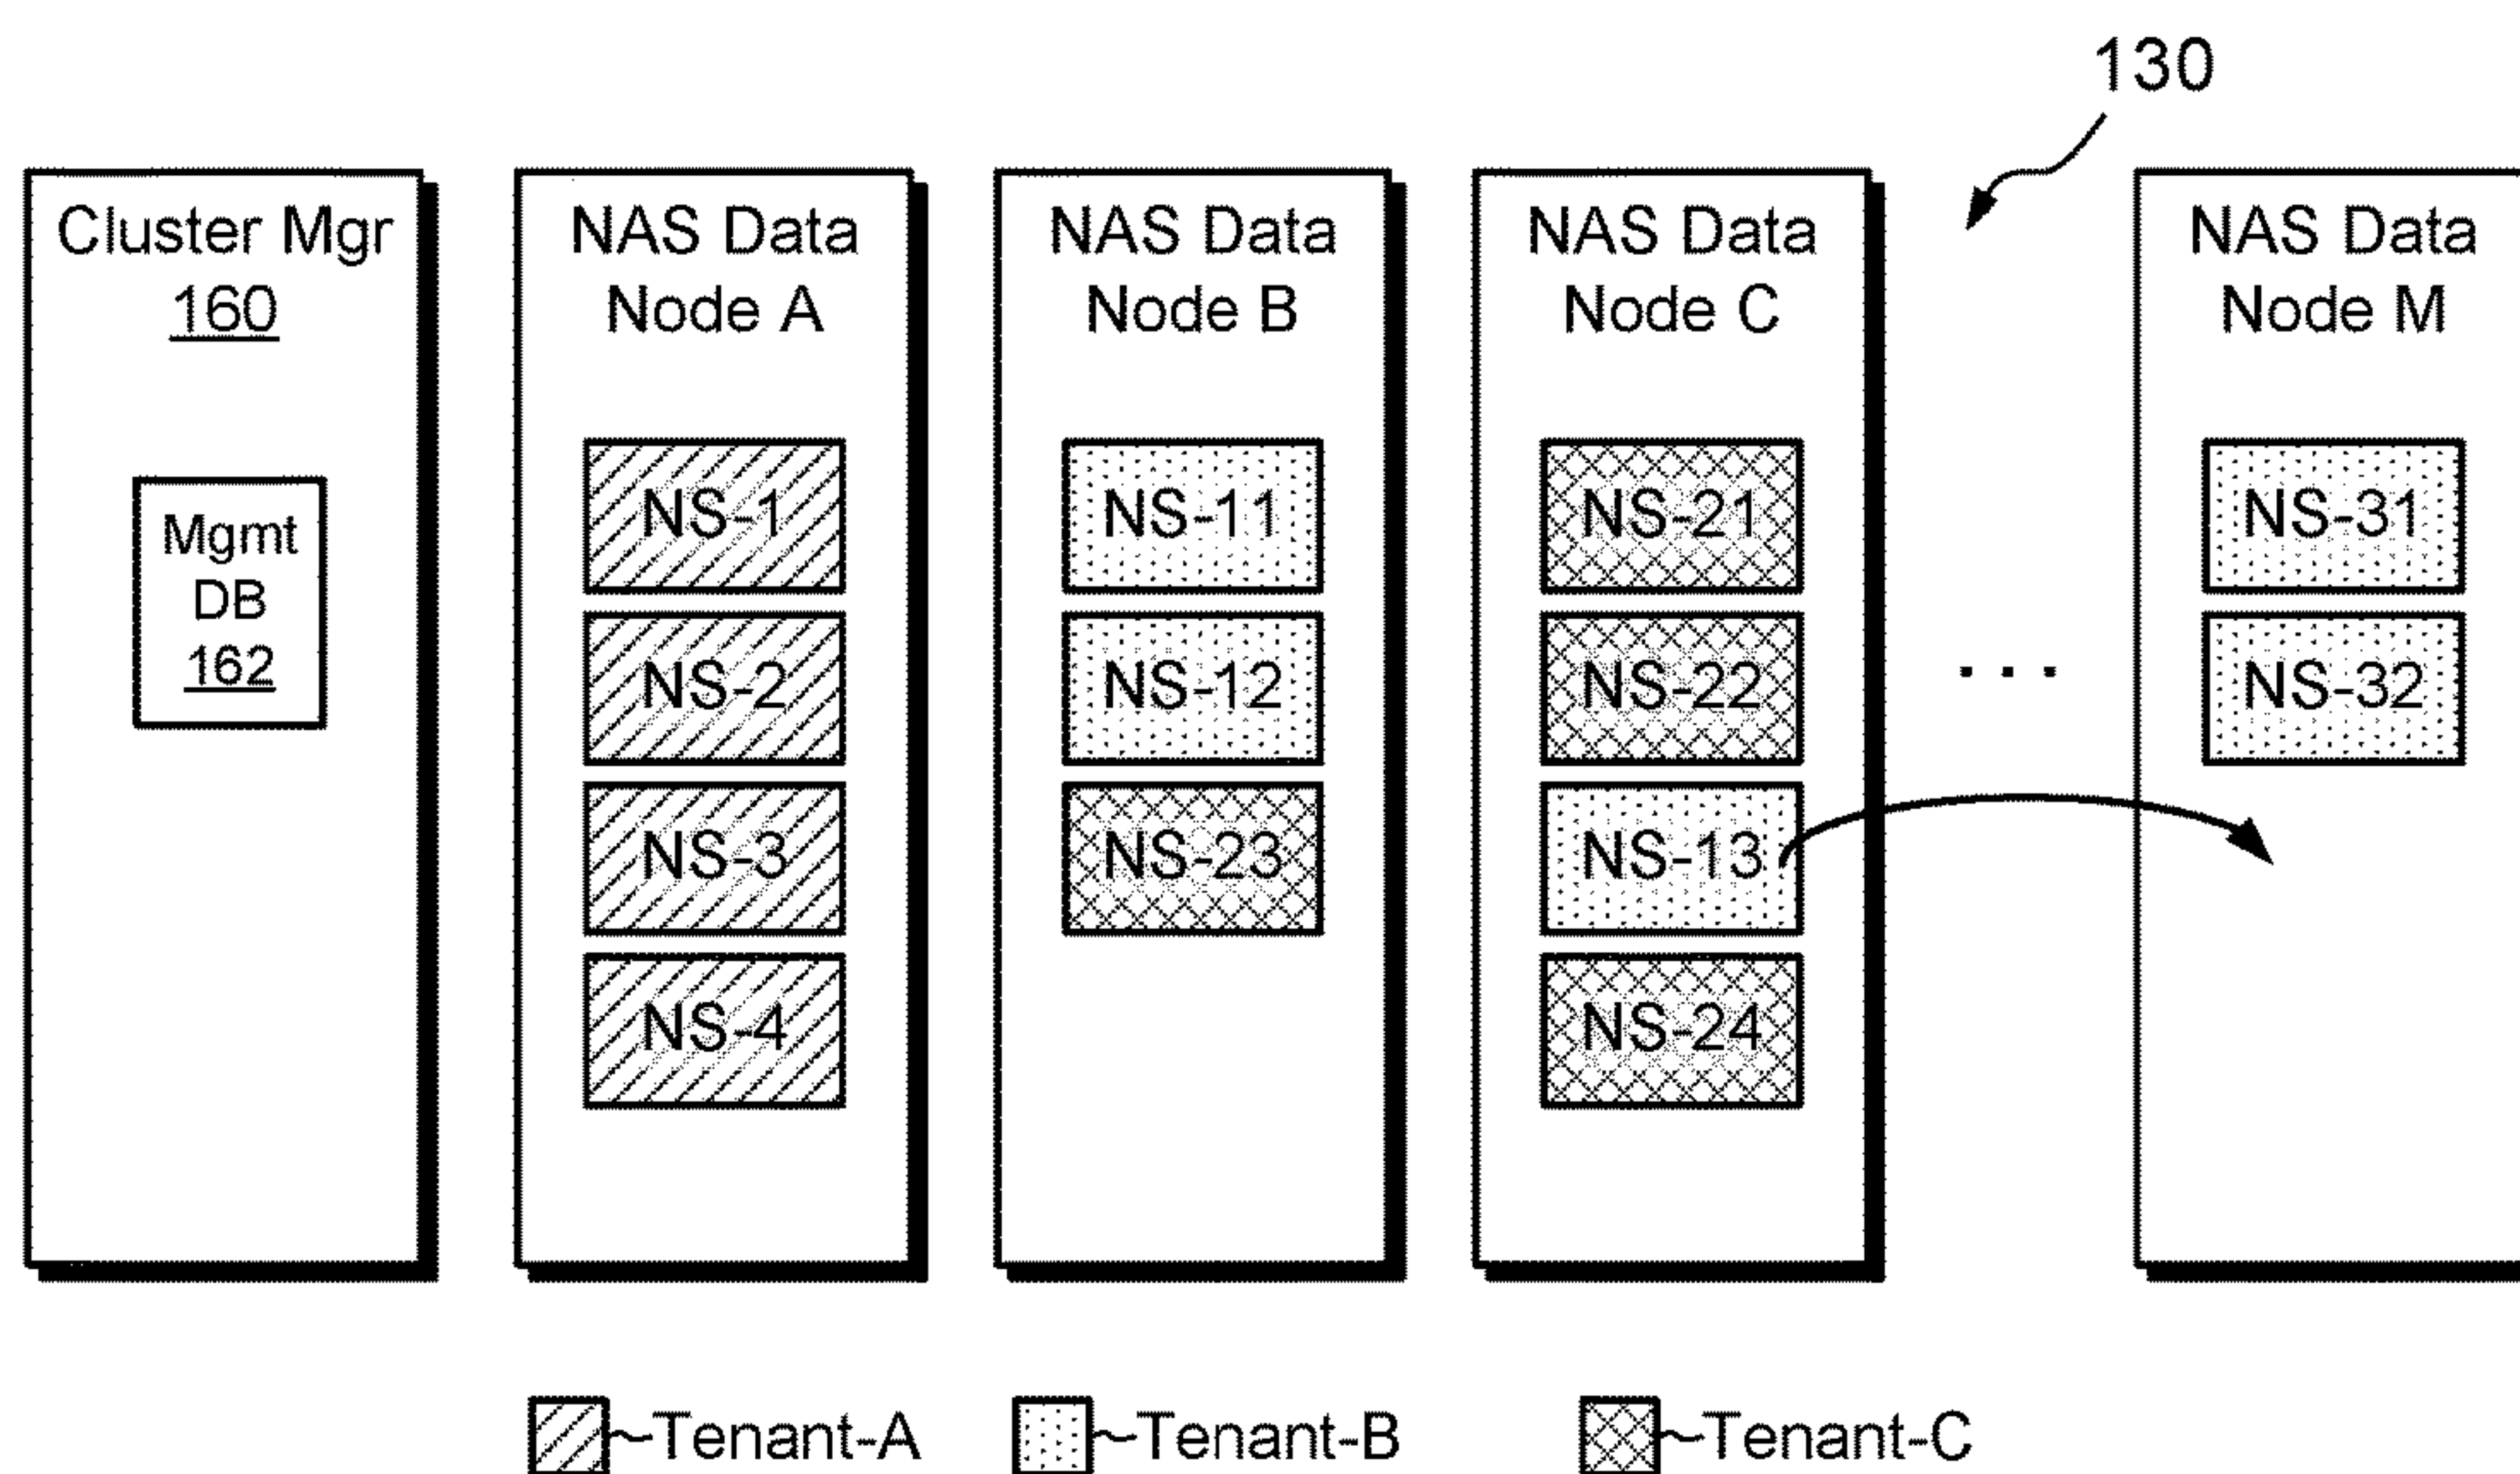 130
Cluster Mgr
160
Mgmt
DB
162
NAS Data
Node A
NS-1
NS-2
NS-3
NS-4
NAS Data
Node B
NS-11
NS-12
NS-23
NAS Data
Node C
NS-21
NS-22
NS-13
NS-24
. . .
NAS Data
Node M
NS-31
NS-32
Tenant-A
Tenant-B
Tenant-C